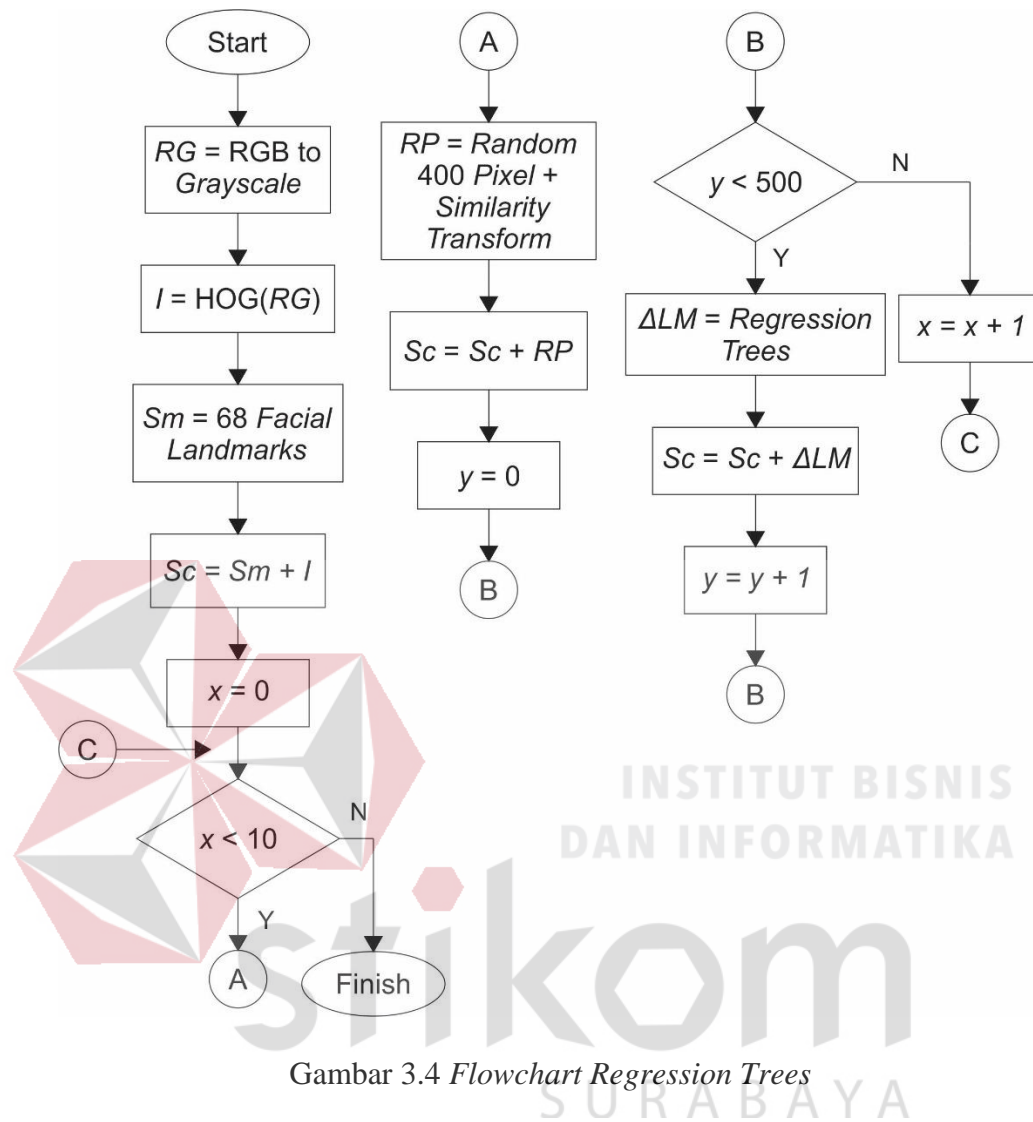 Start
RG = RGB to
Grayscale
I = HOG(RG)
Sm = 68 Facial
Landmarks
Sc = Sm + I
x = 0
C
x < 10
N
Y
A
Finish
A
RP = Random
400 Pixel +
Similarity
Transform
Sc = Sc + RP
y = 0
B
B
y < 500
N
Y
ΔLM = Regression
Trees
x = x + 1
Sc = Sc + ΔLM
C
y = y + 1
B
INSTITUT BISNIS
DAN INFORMATIKA
stikom
SURABAYA
Gambar 3.4 Flowchart Regression Trees